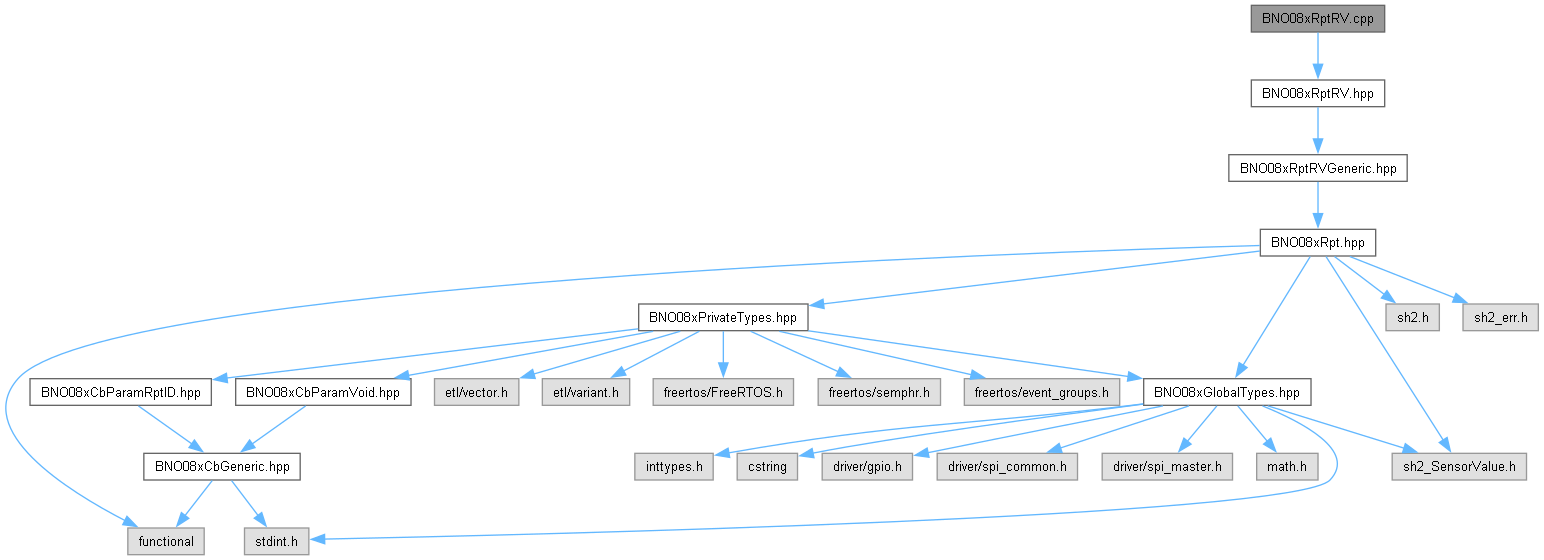 BNO08xRptRV.cpp
BNO08xRptRV.hpp
BNO08xRptRVGeneric.hpp
BNO08xRpt.hpp
BNO08xPrivateTypes.hpp
sh2.h
sh2_err.h
BNO08xCbParamRptID.hpp
BNO08xCbParamVoid.hpp
etl/vector.h
etl/variant.h
freertos/FreeRTOS.h
freertos/semphr.h
freertos/event_groups.h
BNO08xGlobalTypes.hpp
BNO08xCbGeneric.hpp
inttypes.h
cstring
driver/gpio.h
driver/spi_common.h
driver/spi_master.h
math.h
sh2_SensorValue.h
functional
stdint.h